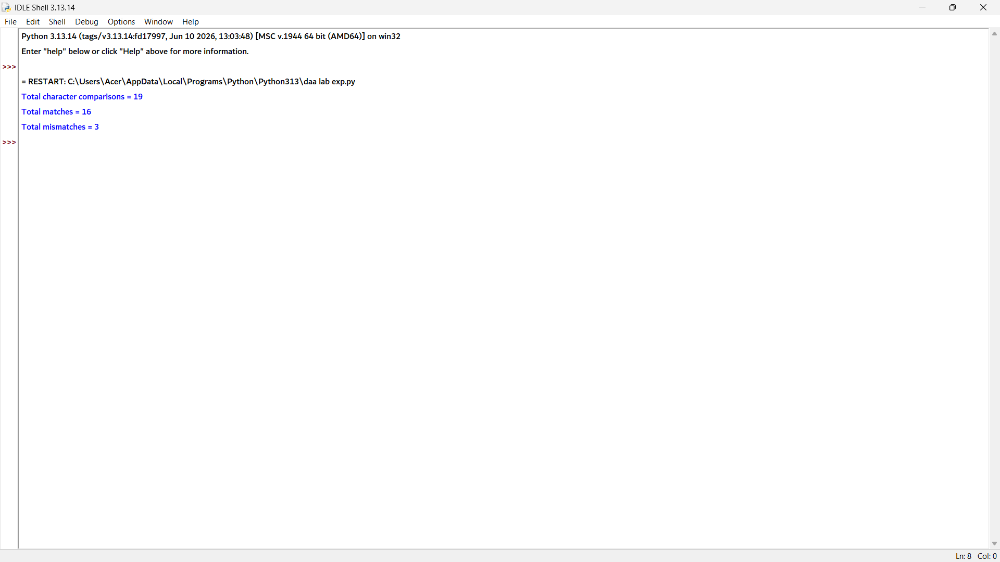 IDLE Shell 3.13.14
File Edit Shell Debug Options Window Help
Python 3.13.14 (tags/v3.13.14:fd17997, Jun 10 2026, 13:03:48) [MSC v.1944 64 bit (AMD64)] on win32
Enter "help" below or click "Help" above for more information.
>>>
= RESTART: C:\Users\Acer\AppData\Local\Programs\Python\Python313\daa lab exp.py
Total character comparisons = 19
Total matches = 16
Total mismatches = 3
>>>
Ln: 8 Col: 0